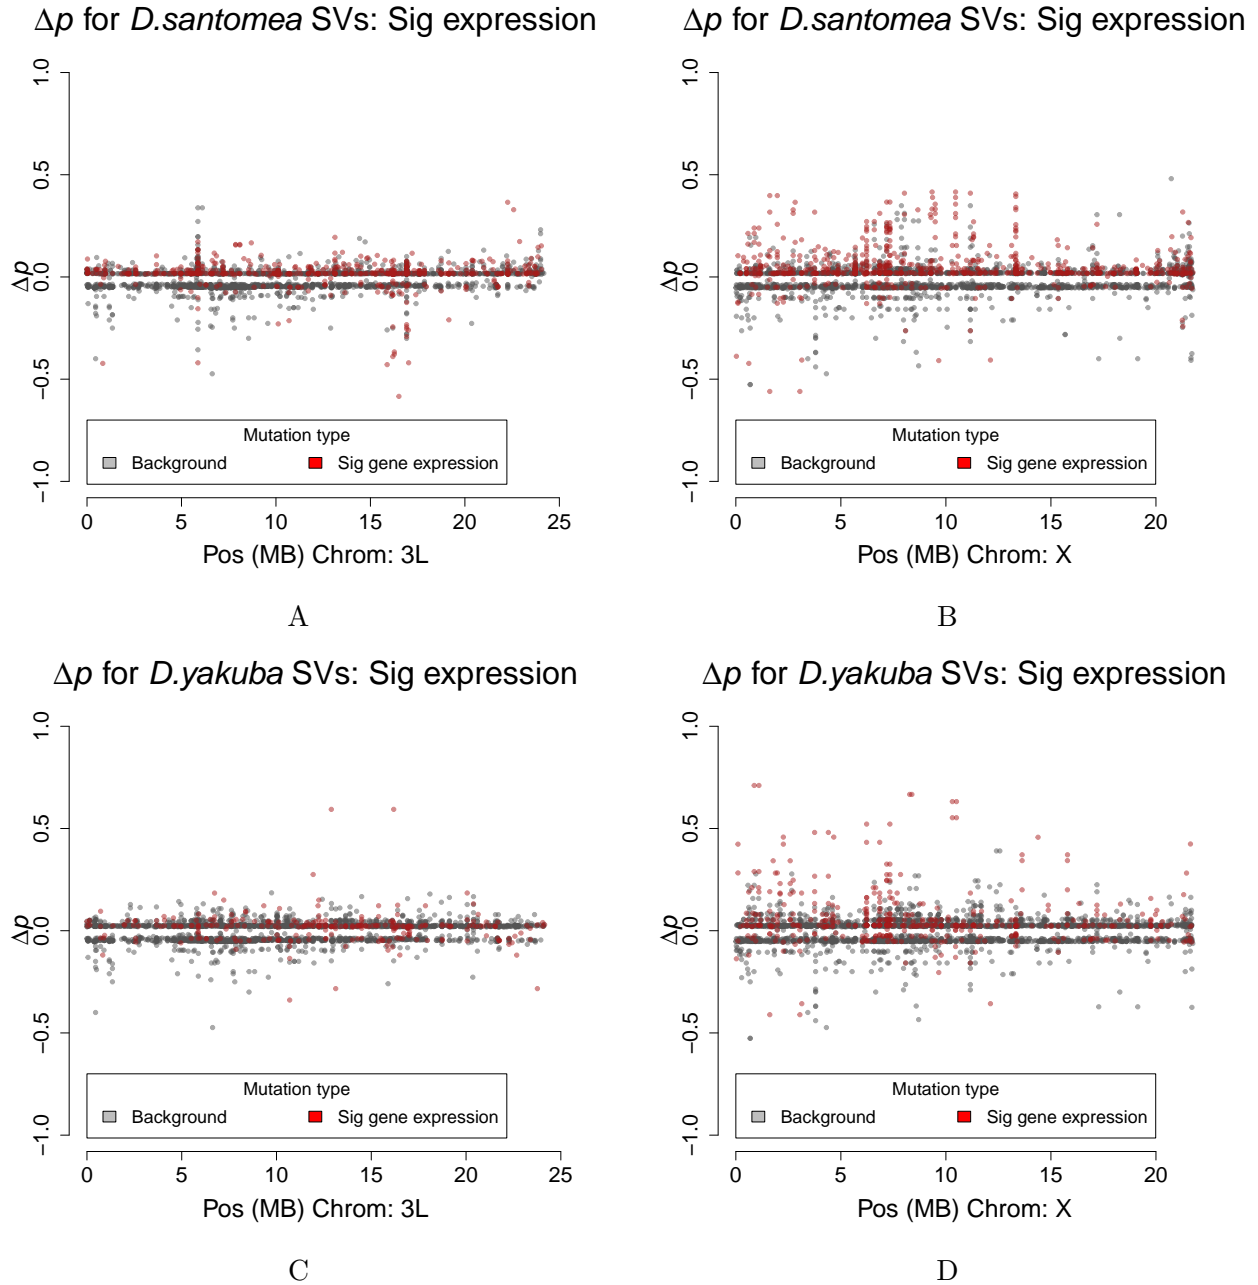 Δp for D.santomea SVs: Sig expression
1.0
0.5
0.0
−0.5
−1.0
Δp
Mutation type
Background
Sig gene expression
0 5 10 15 20 25
Pos (MB) Chrom: 3L
A
Δp for D.santomea SVs: Sig expression
1.0
0.5
0.0
−0.5
−1.0
Δp
Mutation type
Background
Sig gene expression
0 5 10 15 20
Pos (MB) Chrom: X
B
Δp for D.yakuba SVs: Sig expression
1.0
0.5
0.0
−0.5
−1.0
Δp
Mutation type
Background
Sig gene expression
0 5 10 15 20 25
Pos (MB) Chrom: 3L
C
Δp for D.yakuba SVs: Sig expression
1.0
0.5
0.0
−0.5
−1.0
Δp
Mutation type
Background
Sig gene expression
0 5 10 15 20
Pos (MB) Chrom: X
D